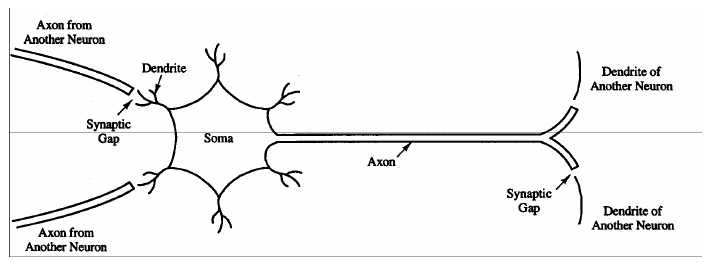 Axon from
Another Neuron
Dendrite
Synaptic
Gap
Soma
Axon
Axon from
Another Neuron
Dendrite of
Another Neuron
Synaptic
Gap
Dendrite of
Another Neuron